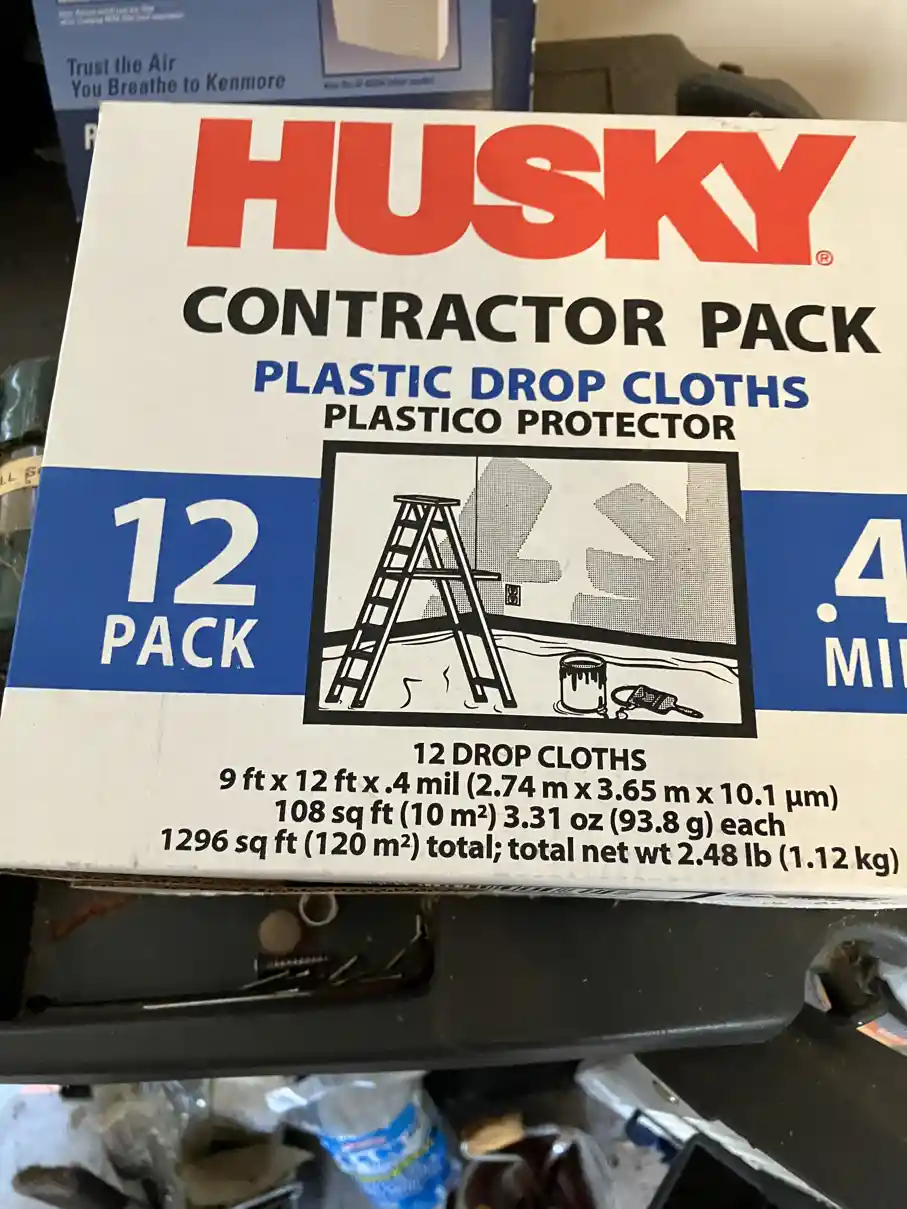 Trust the Air
You Breathe to Kenmore
HUSKY®
CONTRACTOR PACK
PLASTIC DROP CLOTHS
PLASTICO PROTECTOR
12
PACK
.4
MI
12 DROP CLOTHS
9 ft x 12 ft x .4 mil (2.74 m x 3.65 m x 10.1 µm)
108 sq ft (10 m²) 3.31 oz (93.8 g) each
1296 sq ft (120 m²) total; total net wt 2.48 lb (1.12 kg)